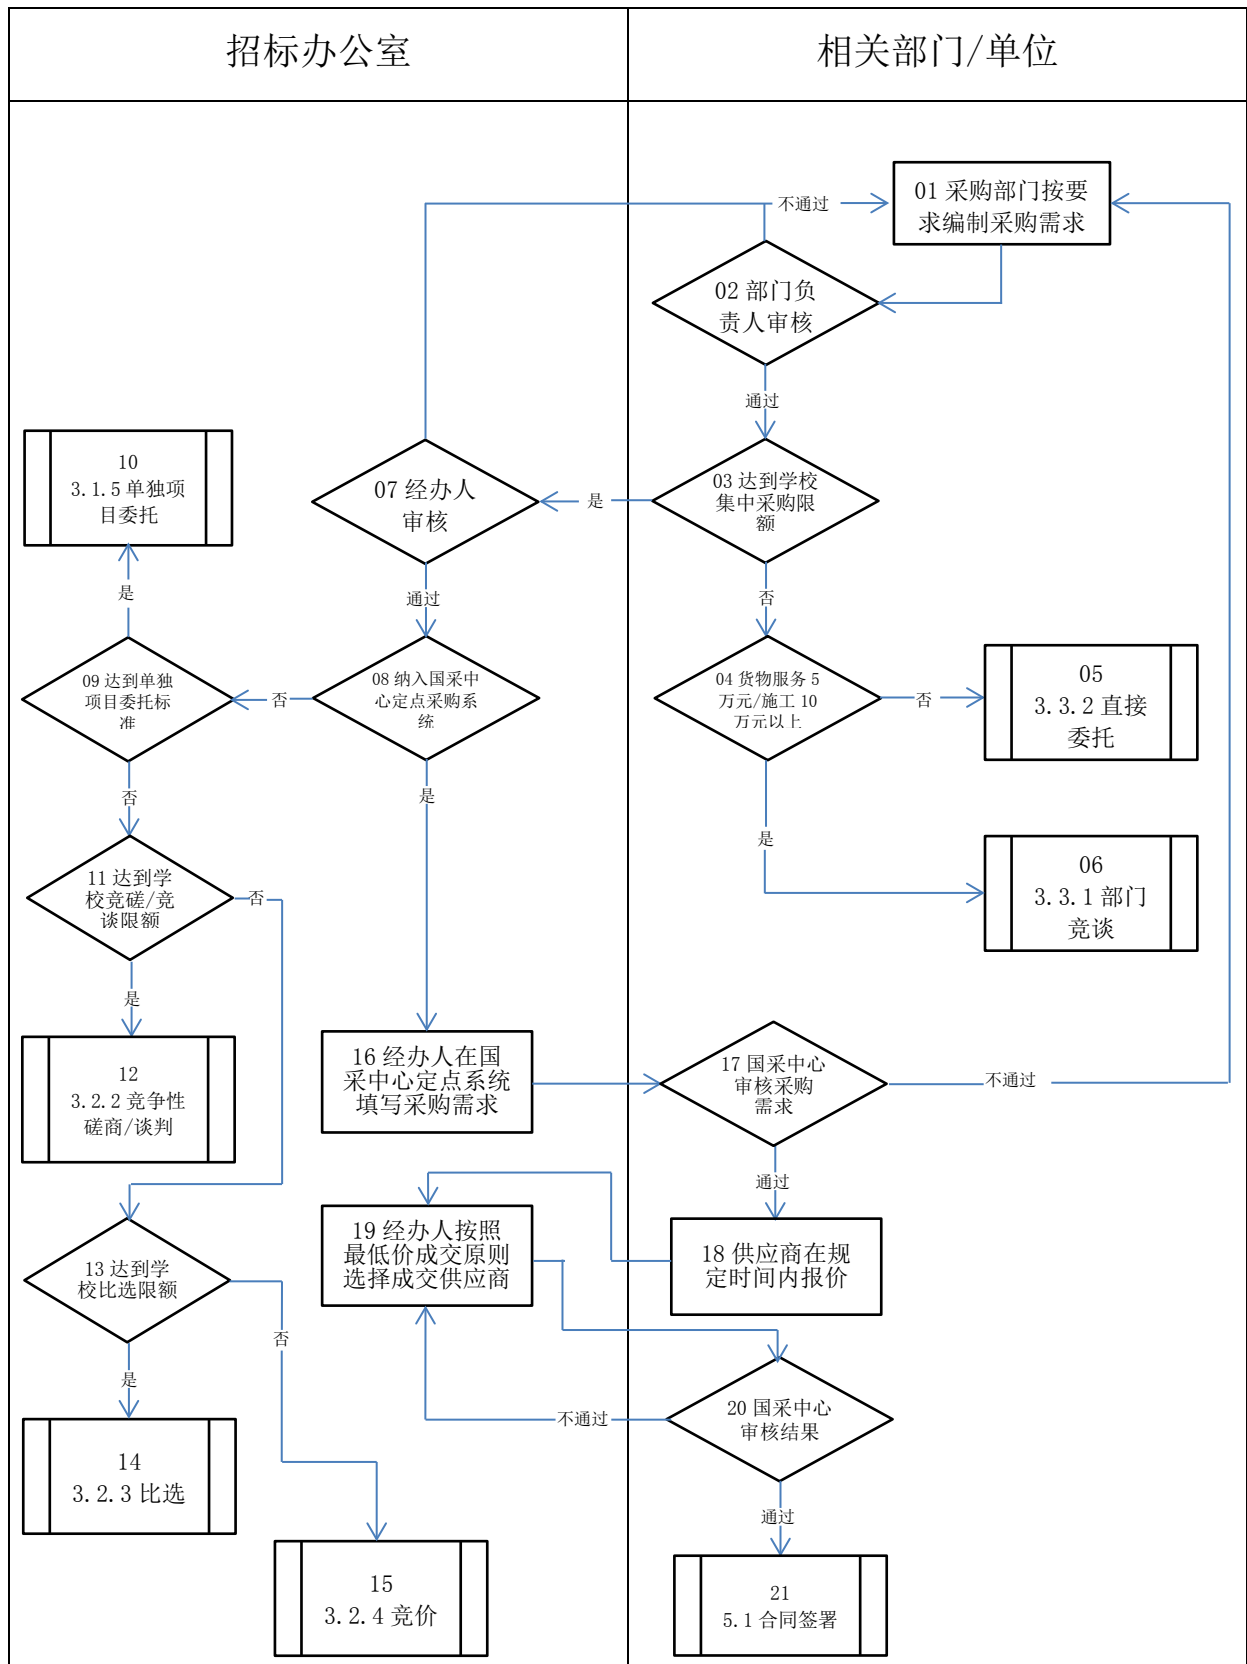 招标办公室
相关部门/单位
01 采购部门按要
求编制采购需求
不通过
02 部门负
责人审核
通过
03 达到学校
集中采购限
额
是
07 经办人
审核
10
3.1.5 单独项
目委托
是
通过
否
09 达到单独
项目委托标
准
否
08 纳入国采中
心定点采购系
统
04 货物服务 5
万元/施工 10
万元以上
否
05
3.3.2 直接
委托
否
是
是
11 达到学
校竞磋/竞
谈限额
否
06
3.3.1 部门
竞谈
是
12
3.2.2 竞争性
磋商/谈判
16 经办人在国
采中心定点系统
填写采购需求
17 国采中心
审核采购
需求
不通过
通过
19 经办人按照
最低价成交原则
选择成交供应商
18 供应商在规
定时间内报价
13 达到学
校比选限额
否
是
不通过
20 国采中心
审核结果
14
3.2.3 比选
通过
15
3.2.4 竞价
21
5.1 合同签署